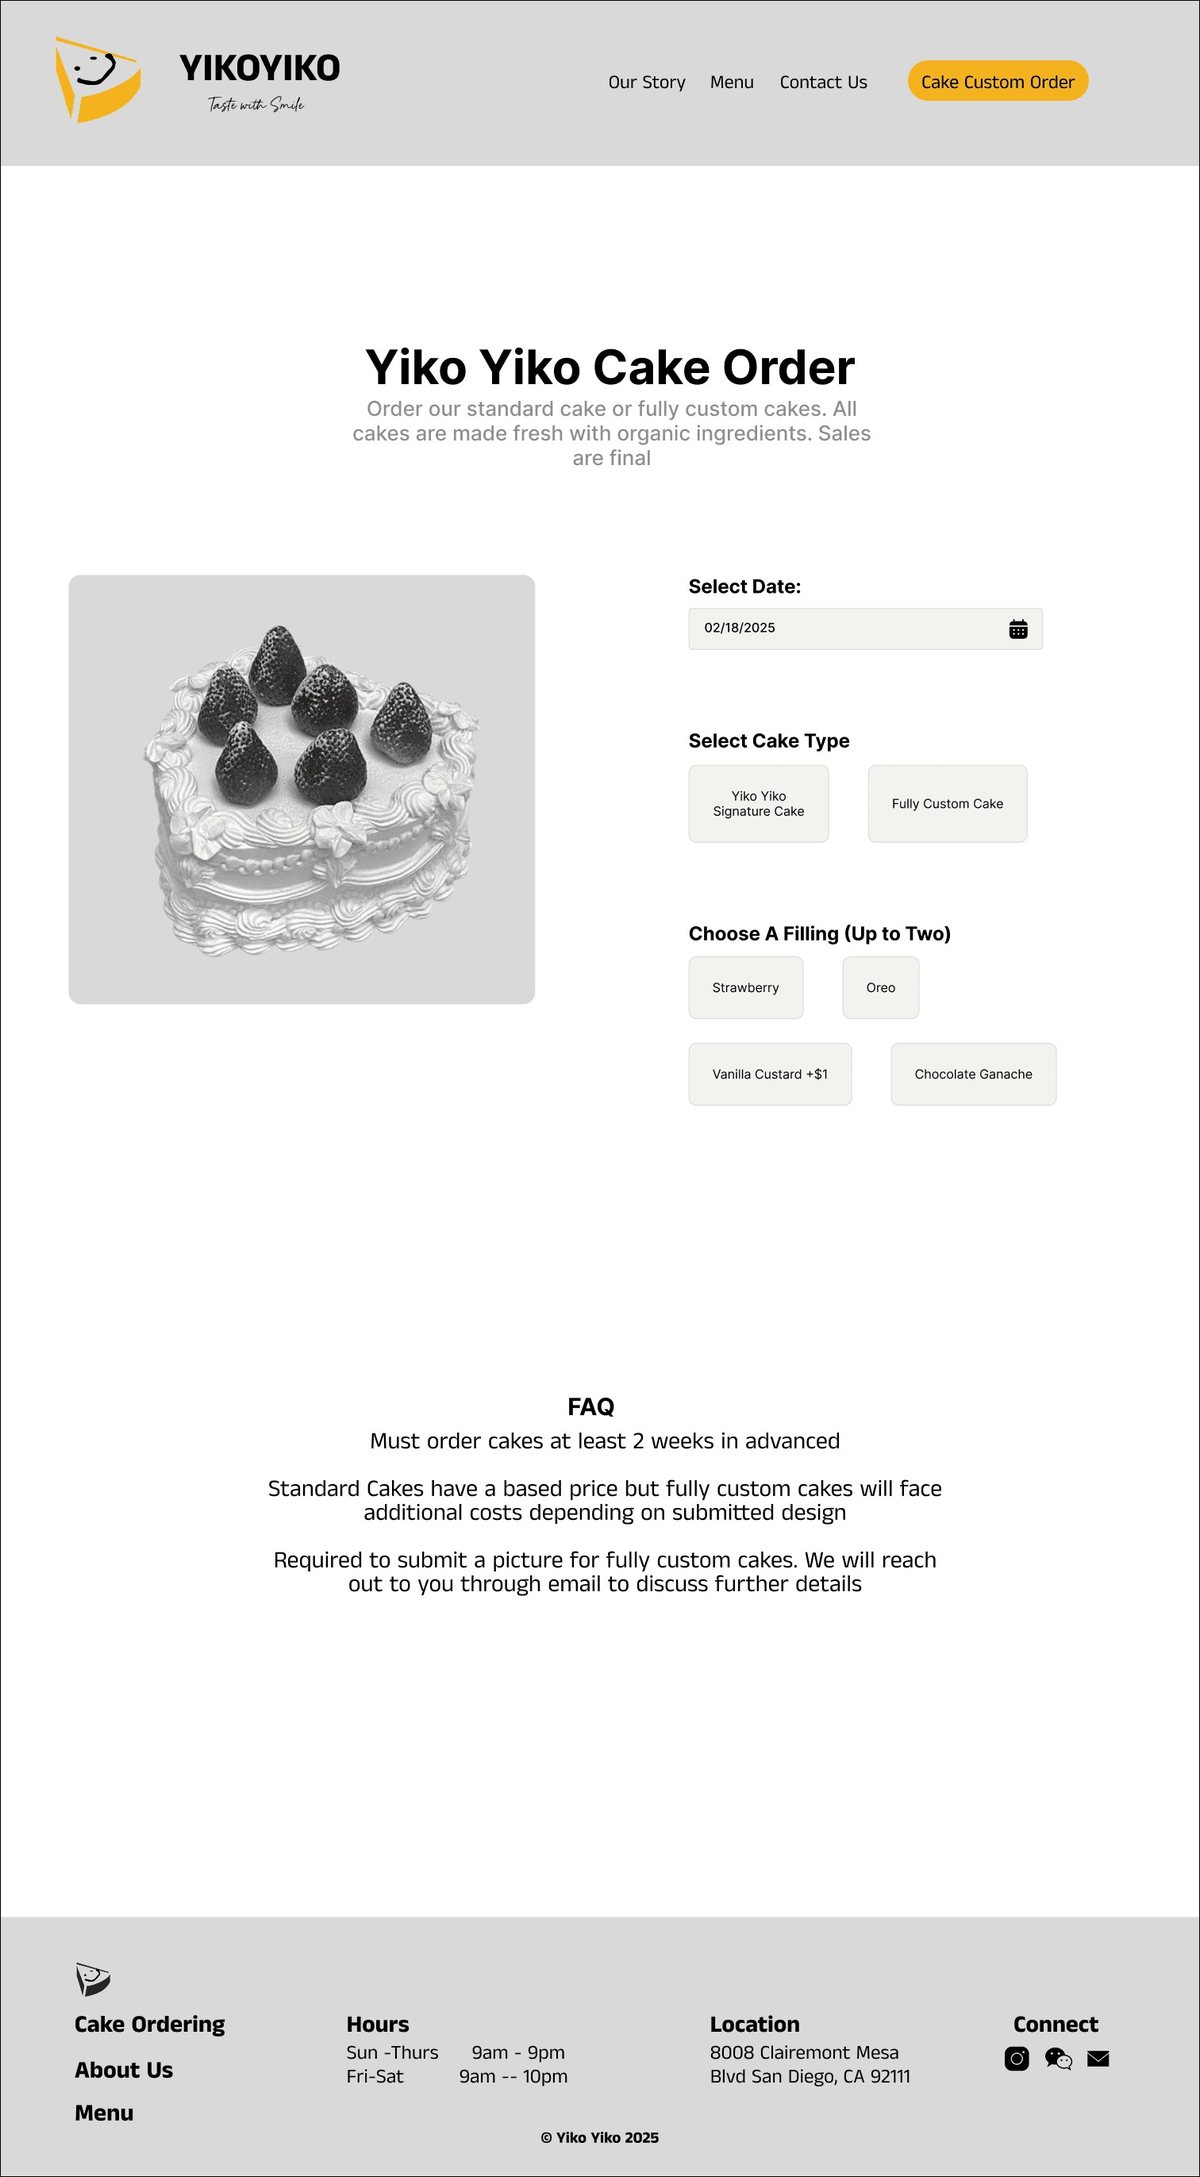 YIKOYIKO
Taste with Smile
Our Story Menu Contact Us Cake Custom Order
Yiko Yiko Cake Order
Order our standard cake or fully custom cakes. All
cakes are made fresh with organic ingredients. Sales
are final
Select Date:
02/18/2025
Select Cake Type
Yiko Yiko
Signature Cake
Fully Custom Cake
Choose A Filling (Up to Two)
Strawberry
Oreo
Vanilla Custard +$1
Chocolate Ganache
FAQ
Must order cakes at least 2 weeks in advanced
Standard Cakes have a based price but fully custom cakes will face
additional costs depending on submitted design
Required to submit a picture for fully custom cakes. We will reach
out to you through email to discuss further details
Cake Ordering
About Us
Menu
Hours
Sun -Thurs 9am - 9pm
Fri-Sat 9am -- 10pm
Location
8008 Clairemont Mesa
Blvd San Diego, CA 92111
Connect
© Yiko Yiko 2025